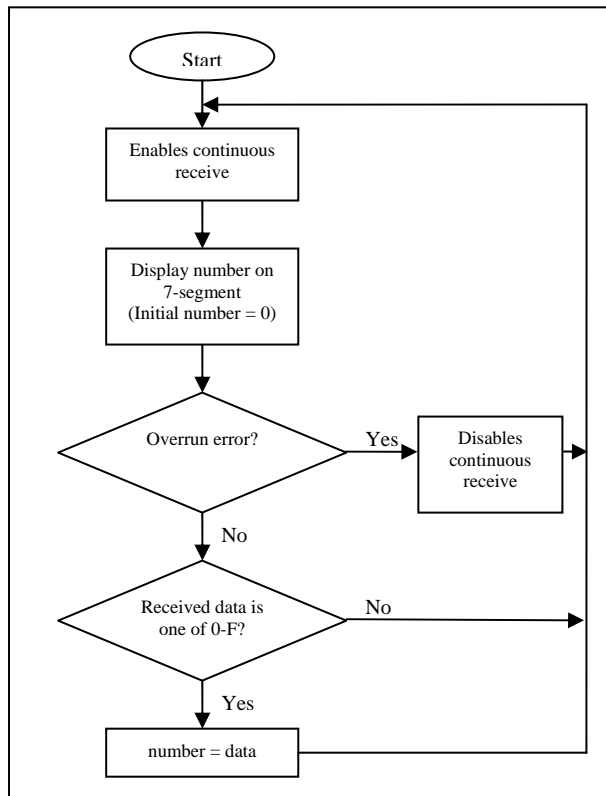 Start
Enables continuous
receive
Display number on
7-segment
(Initial number = 0)
Overrun error?
Yes
Disables
continuous
receive
No
Received data is
one of 0-F?
No
Yes
number = data